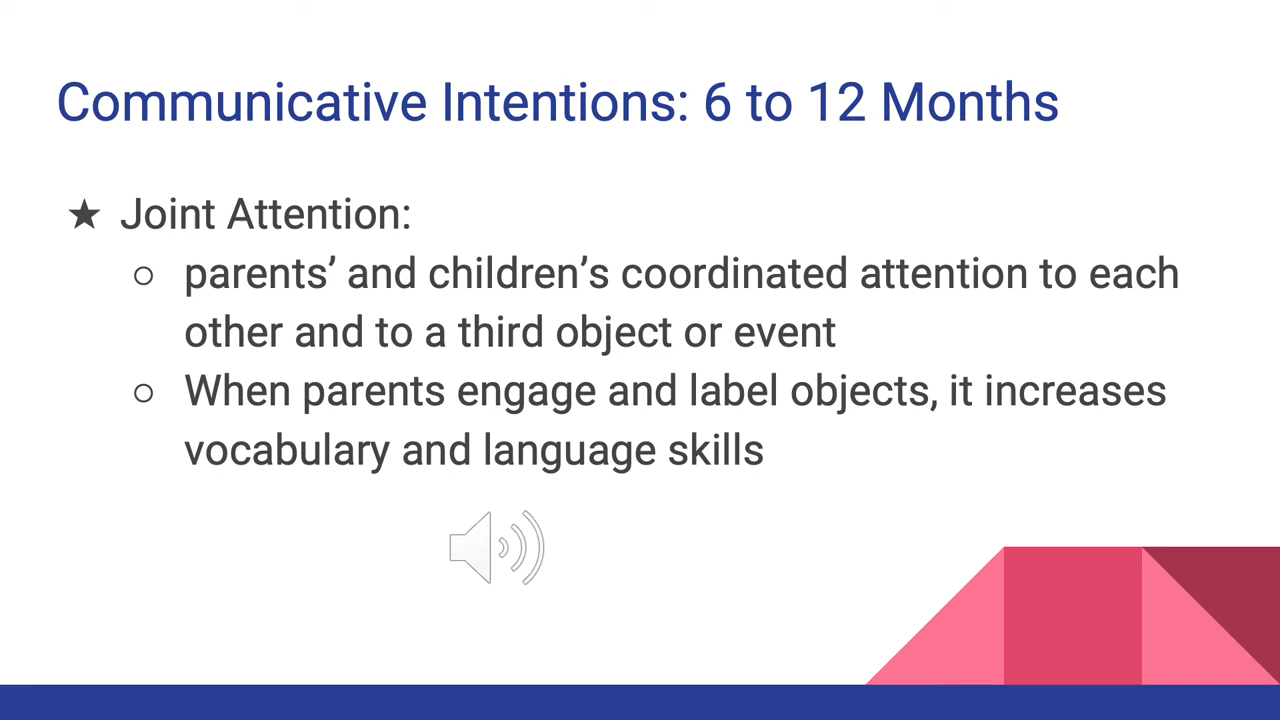 Communicative Intentions: 6 to 12 Months
★ Joint Attention:
○ parents’ and children’s coordinated attention to each
other and to a third object or event
○ When parents engage and label objects, it increases
vocabulary and language skills